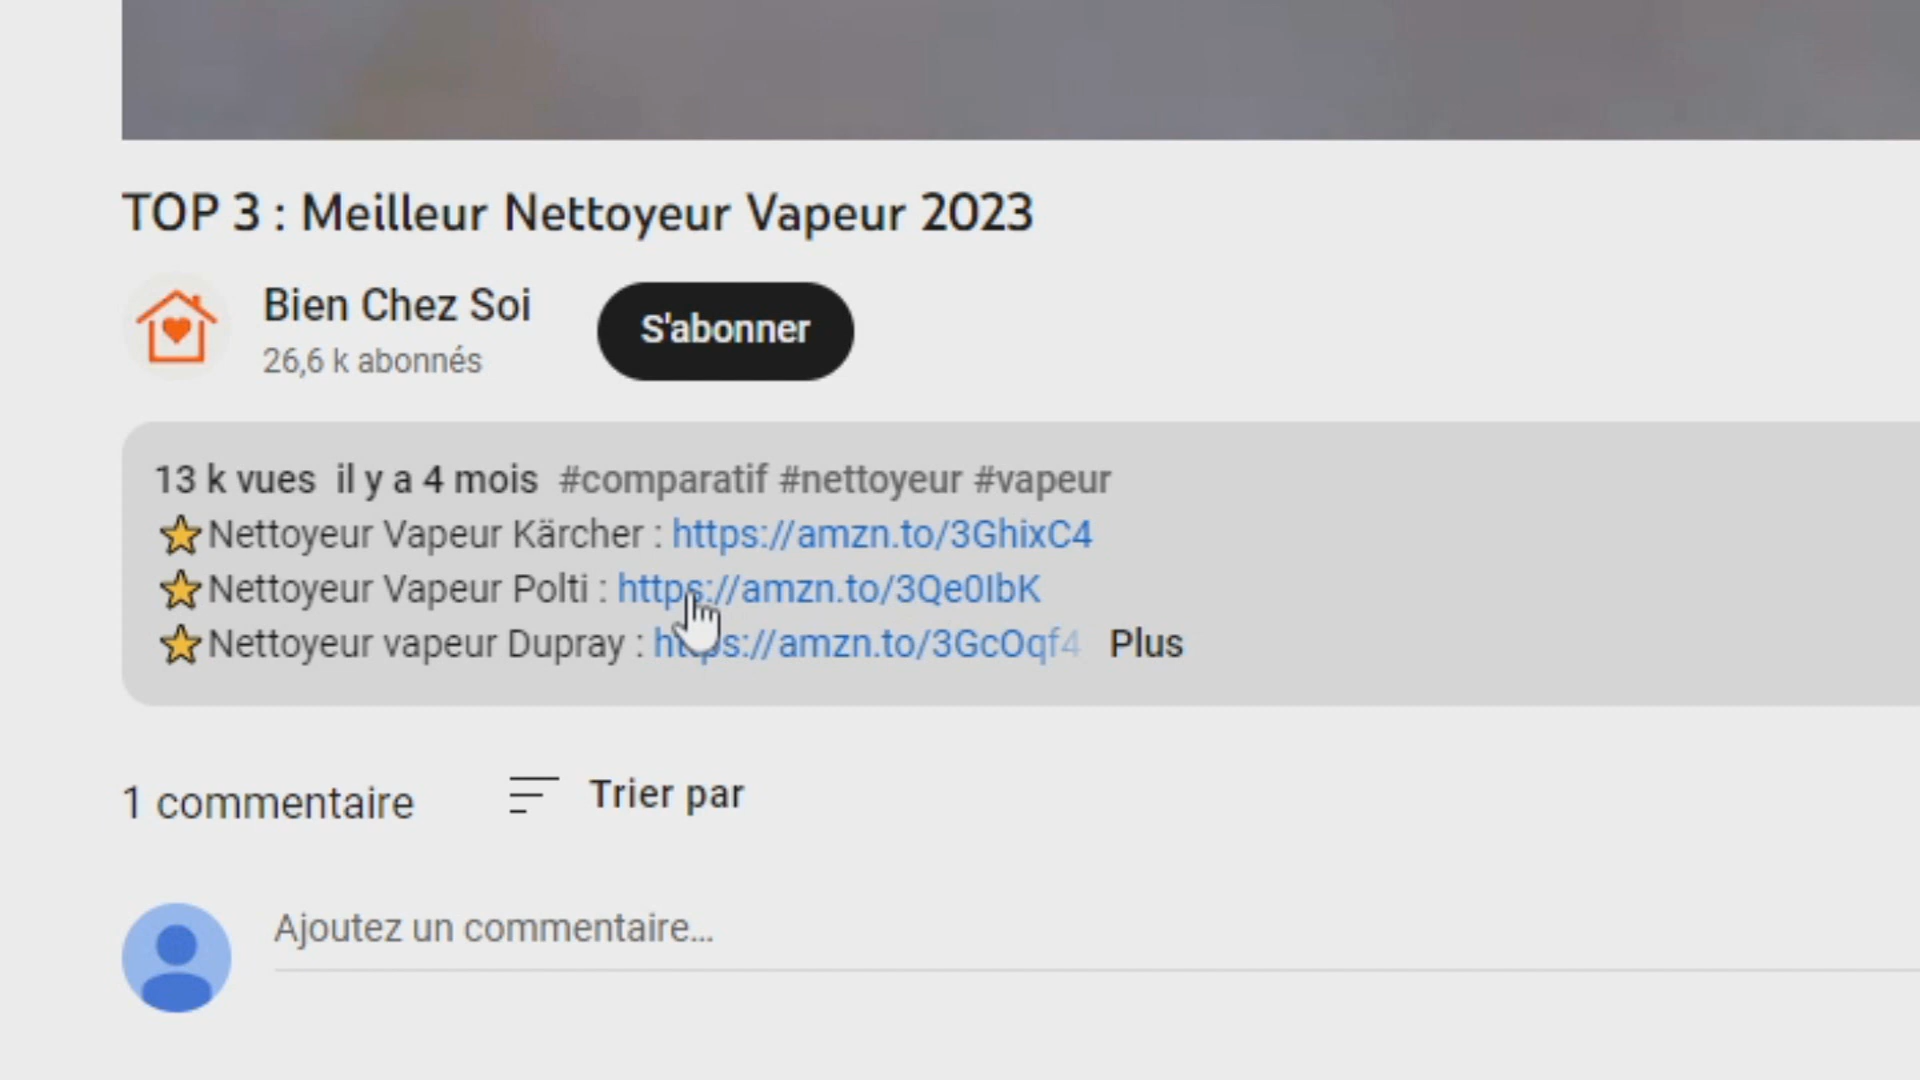 TOP 3 : Meilleur Nettoyeur Vapeur 2023
Bien Chez Soi
26,6 k abonnés
S'abonner
13 k vues il y a 4 mois #comparatif #nettoyeur #vapeur
⭐Nettoyeur Vapeur Kärcher : https://amzn.to/3GhixC4
⭐Nettoyeur Vapeur Polti : https://amzn.to/3Qe0IbK
⭐Nettoyeur vapeur Dupray : https://amzn.to/3GcOqf4 Plus
1 commentaire
Trier par
Ajoutez un commentaire...